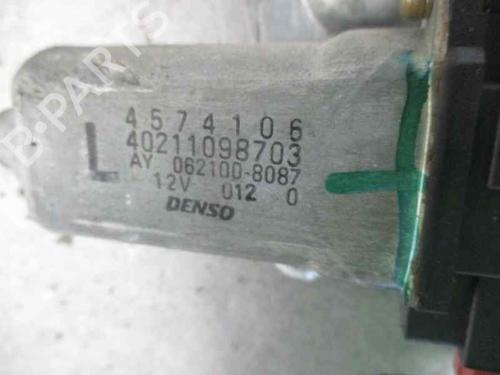 B-PARTS
4574106
40211098703
L AY 062100-8087
12V 012 0
DENSO